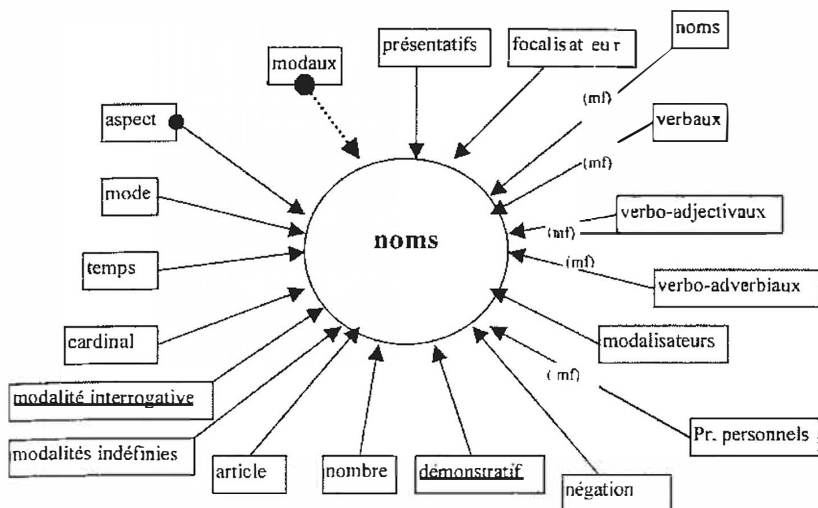 noms
présentatifs
focalisat eur
modaux
(mf)
aspect
verbaux
(mf)
mode
verbo-adjectivaux
(mf)
noms
temps
(mf)
verbo-adverbiaux
cardinal
modalisateurs
(mf)
modalité interrogative
Pr. personnels
modalités indéfinies
article
nombre
démonstratif
négation